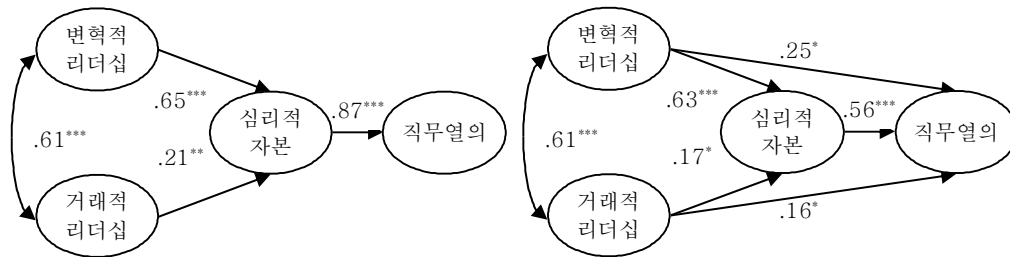 변혁적
리더십
.65***
.61***
심리적
자본
.87***
직무열의
.21**
거래적
리더십
변혁적
리더십
.25*
.63***
.61***
심리적
자본
.56***
직무열의
.17*
거래적
리더십
.16*